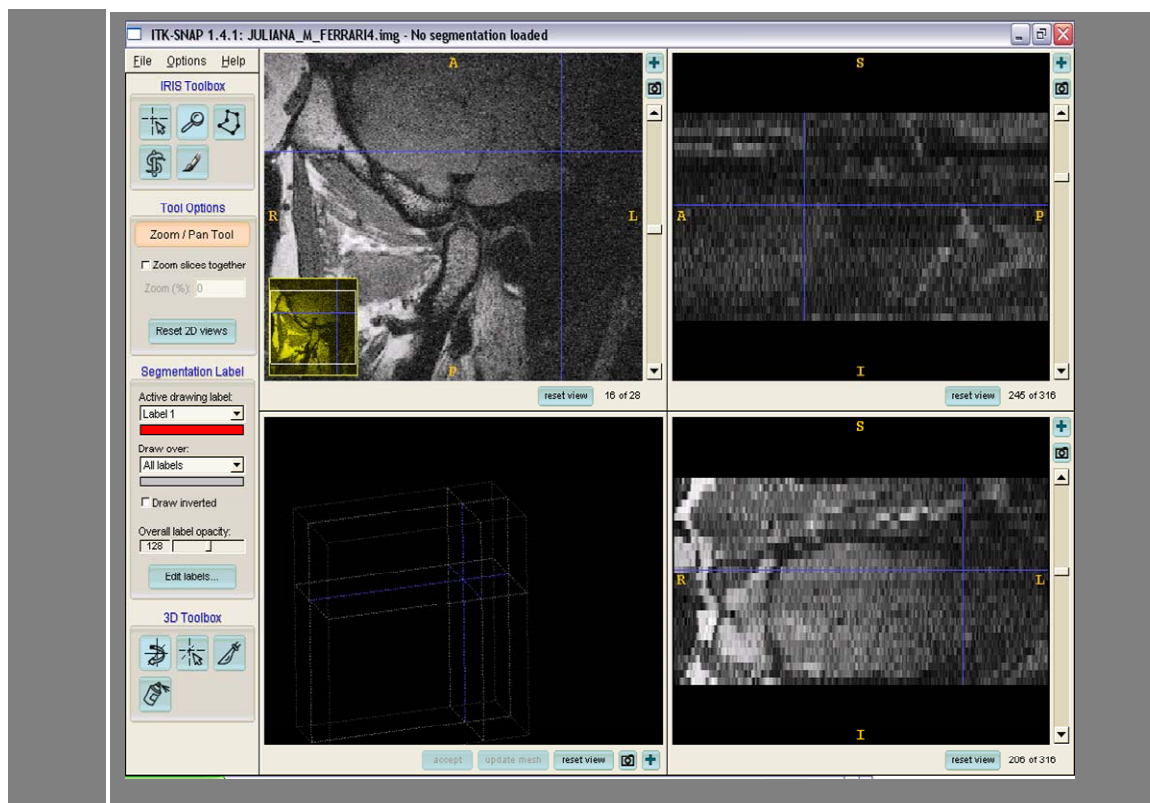 ITK-SNAP 1.4.1: JULIANA_M_FERRARI4.img - No segmentation loaded
File Options Help
IRIS Toolbox
Tool Options
Zoom / Pan Tool
Zoom slices together
Zoom (%): 0
Reset 2D views
Segmentation Label
Active drawing label:
Label 1
Draw over:
All labels
Draw inverted
Overall label opacity:
128
Edit labels...
3D Toolbox
A
R
L
P
reset view 16 of 28
S
A
P
I
reset view 245 of 316
accept update mesh reset view
S
R
L
I
reset view 206 of 316